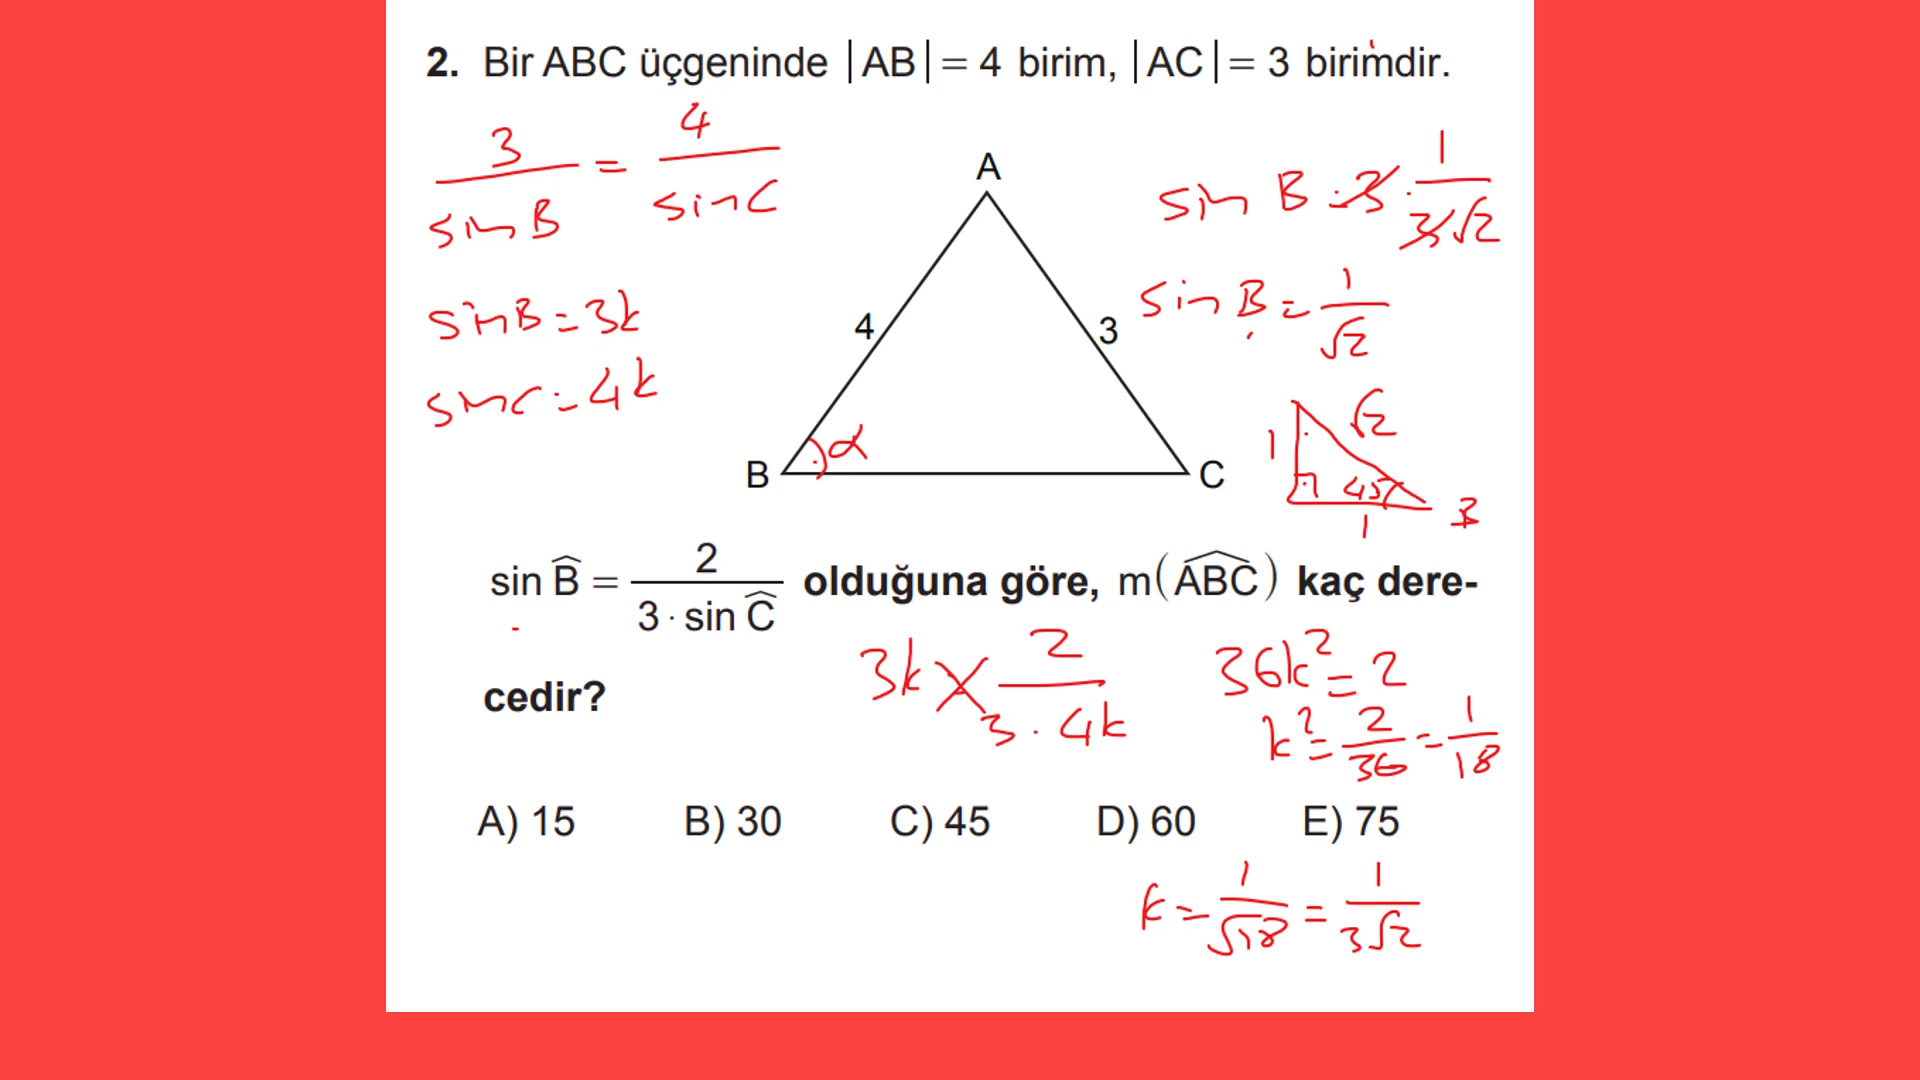 2. Bir ABC üçgeninde |AB| = 4 birim, |AC| = 3 birimdir.
3/sinB = 4/sinC
sinB = 3k
sinC = 4k
A
4
3
B
α
C
sin B = 3 . 1/3√2
sin B = 1/√2
1
√2
45
1
B
sin B̂ = 2/(3 · sin Ĉ) olduğuna göre, m(ABC) kaç dere-
cedir?
3k × 2/3 . 4k
36k² = 2
k² = 2/36 = 1/18
A) 15 B) 30 C) 45 D) 60 E) 75
k = 1/√18 = 1/3√2